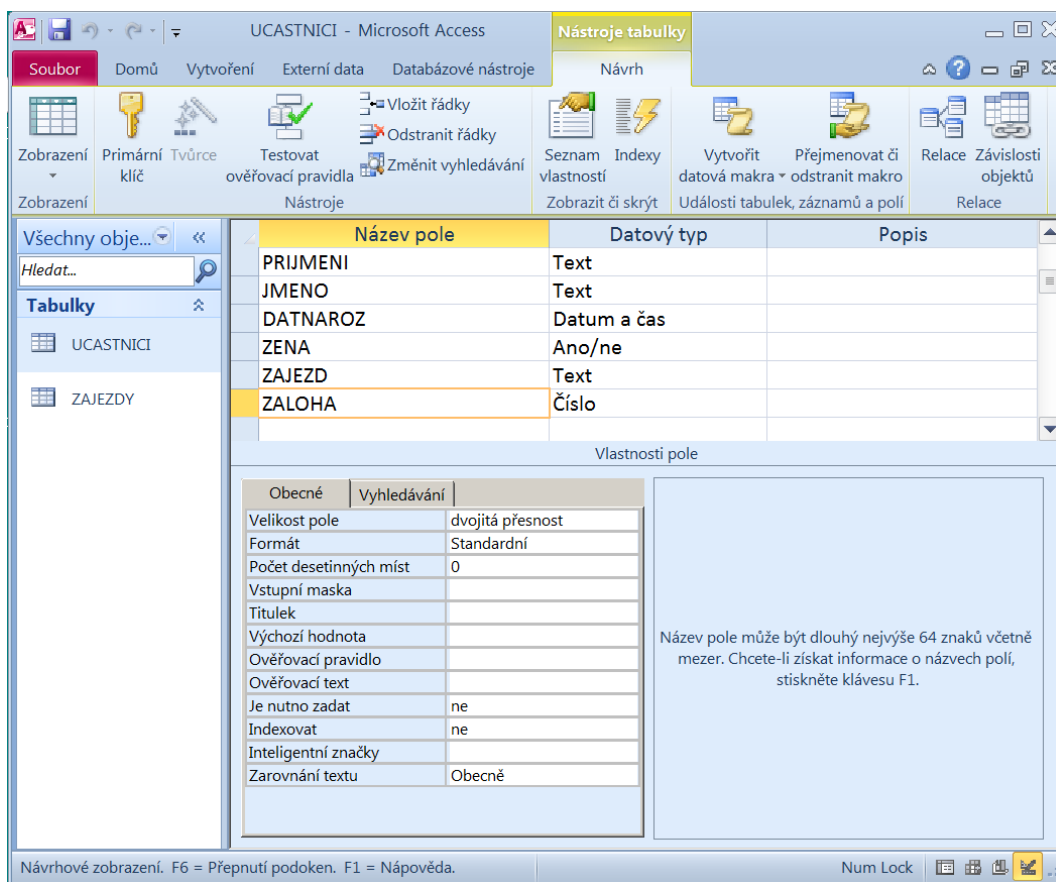 UCASTNICI - Microsoft Access
Nástroje tabulky
Soubor Domů Vytvoření Externí data Databázové nástroje Návrh
Zobrazení
Primární klíč
Tvůrce
Testovat ověřovací pravidla
Vložit řádky
Odstranit řádky
Změnit vyhledávání
Seznam vlastností
Indexy
Vytvořit datová makra
Přejmenovat či odstranit makro
Relace
Závislosti objektů
Zobrazení Nástroje Zobrazit či skrýt Události tabulek, záznamů a polí Relace
Všechny obje...
Hledat...
Tabulky
UCASTNICI
ZAJEZDY
Název pole Datový typ Popis
PRIJMENI Text
JMENO Text
DATNAROZ Datum a čas
ZENA Ano/ne
ZAJEZD Text
ZALOHA Číslo
Vlastnosti pole
Obecné Vyhledávání
Velikost pole dvojitá přesnost
Formát Standardní
Počet desetinných míst 0
Vstupní maska
Titulek
Výchozí hodnota
Ověřovací pravidlo
Ověřovací text
Je nutno zadat ne
Indexovat ne
Inteligentní značky
Zarovnání textu Obecně
Název pole může být dlouhý nejvýše 64 znaků včetně
mezer. Chcete-li získat informace o názvech polí,
stiskněte klávesu F1.
Návrhové zobrazení. F6 = Přepnutí podoken. F1 = Nápověda. Num Lock